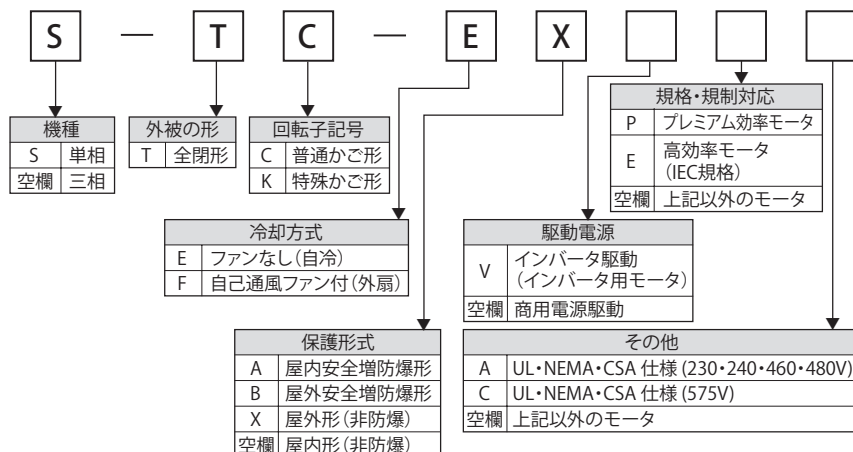 S — T C — E X
機種
S 単相
空欄 三相
外被の形
T 全閉形
回転子記号
C 普通かご形
K 特殊かご形
規格・規制対応
P プレミアム効率モータ
E 高効率モータ
(IEC規格)
空欄 上記以外のモータ
冷却方式
E ファンなし(自冷)
F 自己通風ファン付(外扇)
駆動電源
V インバータ駆動
(インバータ用モータ)
空欄 商用電源駆動
保護形式
A 屋内安全増防爆形
B 屋外安全増防爆形
X 屋外形(非防爆)
空欄 屋内形(非防爆)
その他
A UL・NEMA・CSA 仕様 (230・240・460・480V)
C UL・NEMA・CSA 仕様 (575V)
空欄 上記以外のモータ